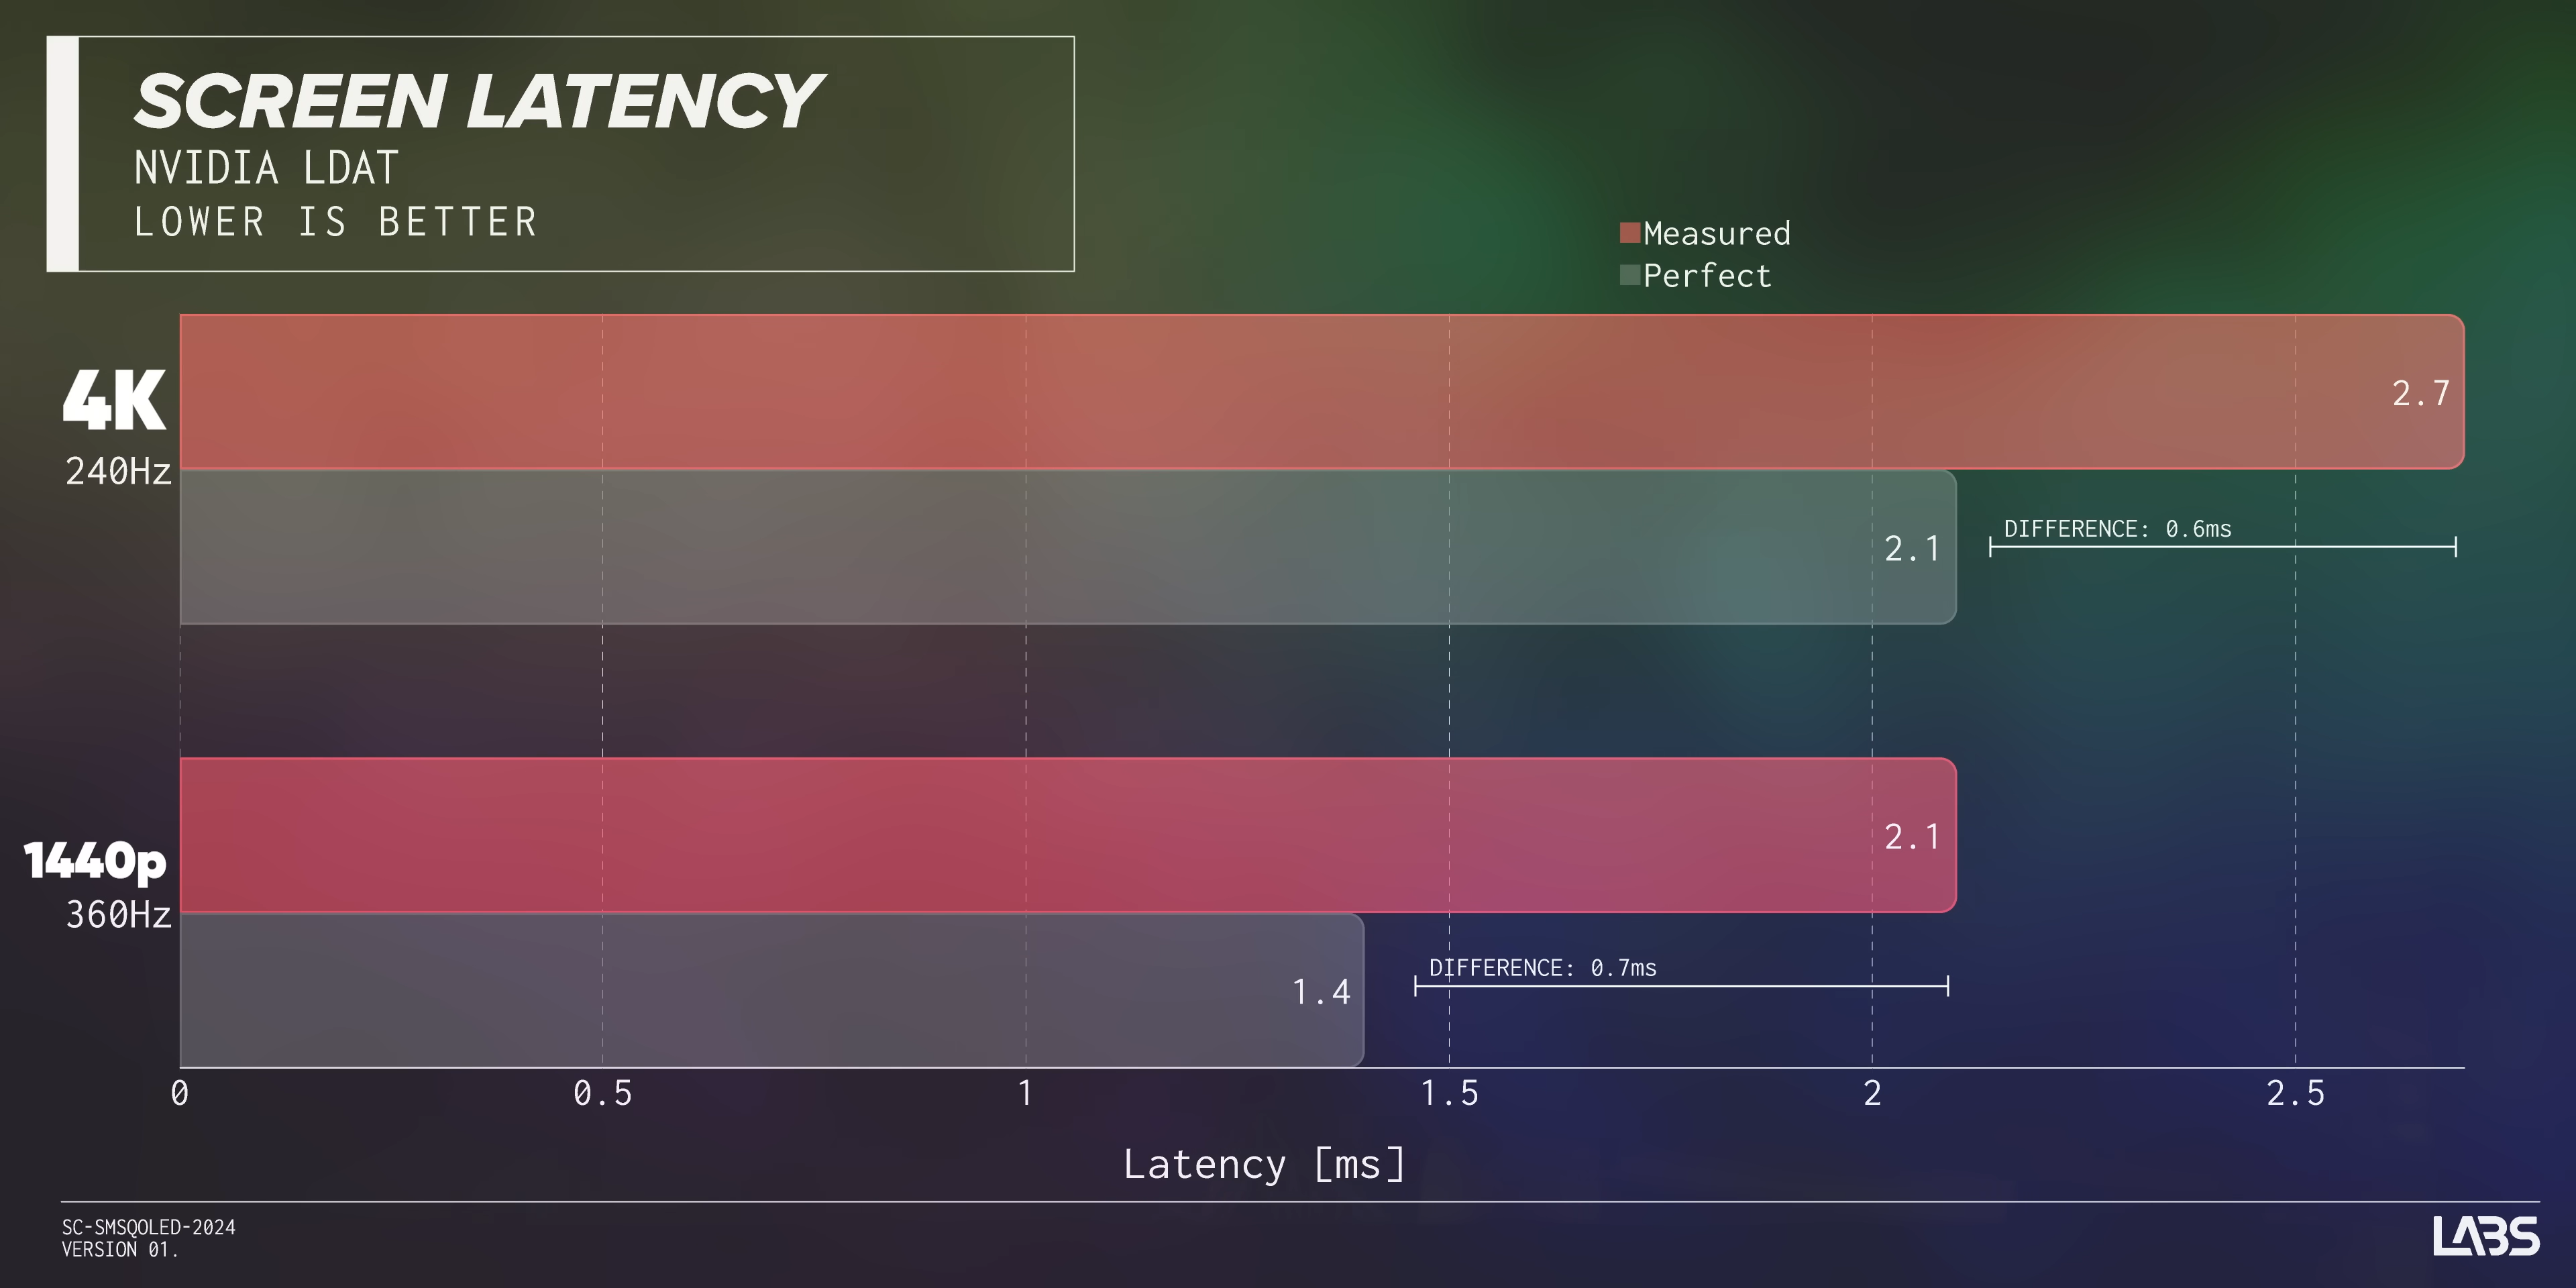 SCREEN LATENCY
NVIDIA LDAT
LOWER IS BETTER
Measured
Perfect
4K
240Hz
2.7
2.1
DIFFERENCE: 0.6ms
1440p
360Hz
2.1
1.4
DIFFERENCE: 0.7ms
0 0.5 1 1.5 2 2.5
Latency [ms]
SC-SMSQOLED-2024
VERSION 01.
LABS